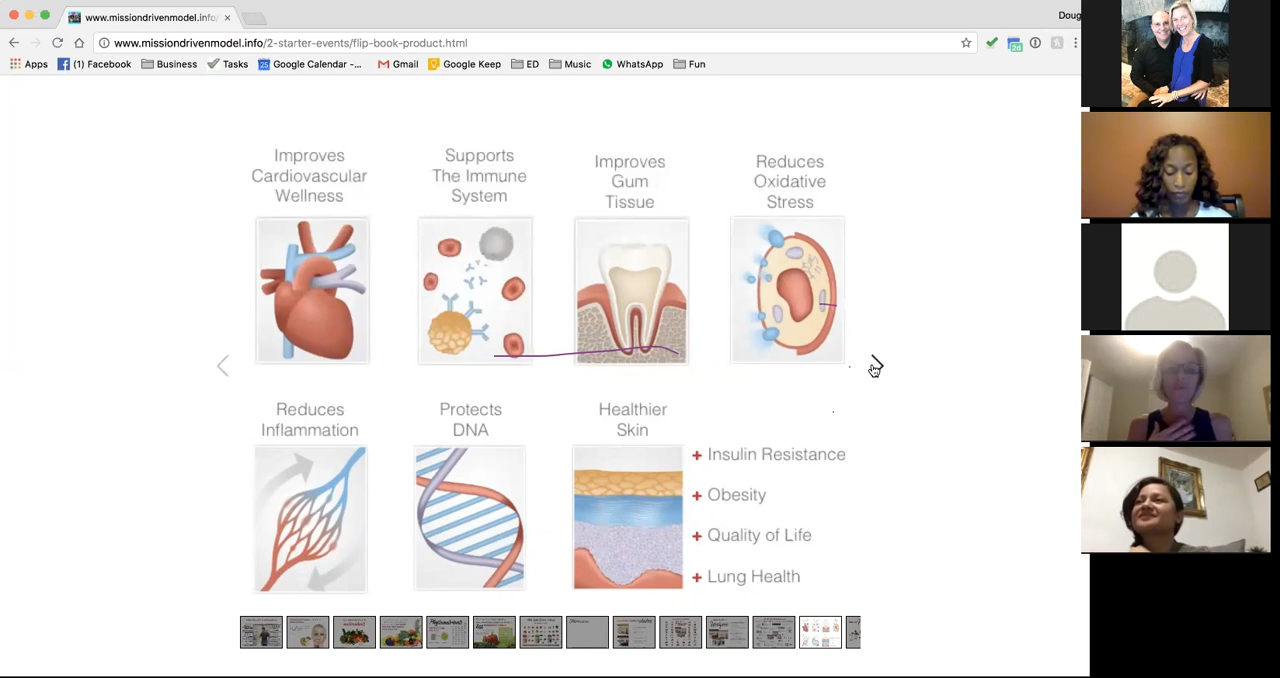 www.missiondrivenmodel.info/
Doug
www.missiondrivenmodel.info/2-starter-events/flip-book-product.html
2d
Apps
(1) Facebook
Business
Tasks
25 Google Calendar -...
Gmail
Google Keep
ED
Music
WhatsApp
Fun
Improves
Cardiovascular
Wellness
Supports
The Immune
System
Improves
Gum
Tissue
Reduces
Oxidative
Stress
Reduces
Inflammation
Protects
DNA
Healthier
Skin
+ Insulin Resistance
+ Obesity
+ Quality of Life
+ Lung Health